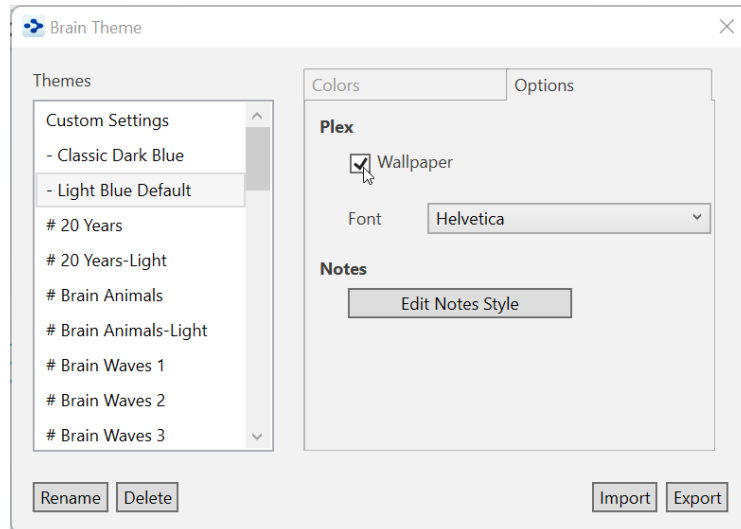 Brain Theme
Themes
Custom Settings
- Classic Dark Blue
- Light Blue Default
# 20 Years
# 20 Years-Light
# Brain Animals
# Brain Animals-Light
# Brain Waves 1
# Brain Waves 2
# Brain Waves 3
Rename Delete
Colors Options
Plex
Wallpaper
Font Helvetica
Notes
Edit Notes Style
Import Export